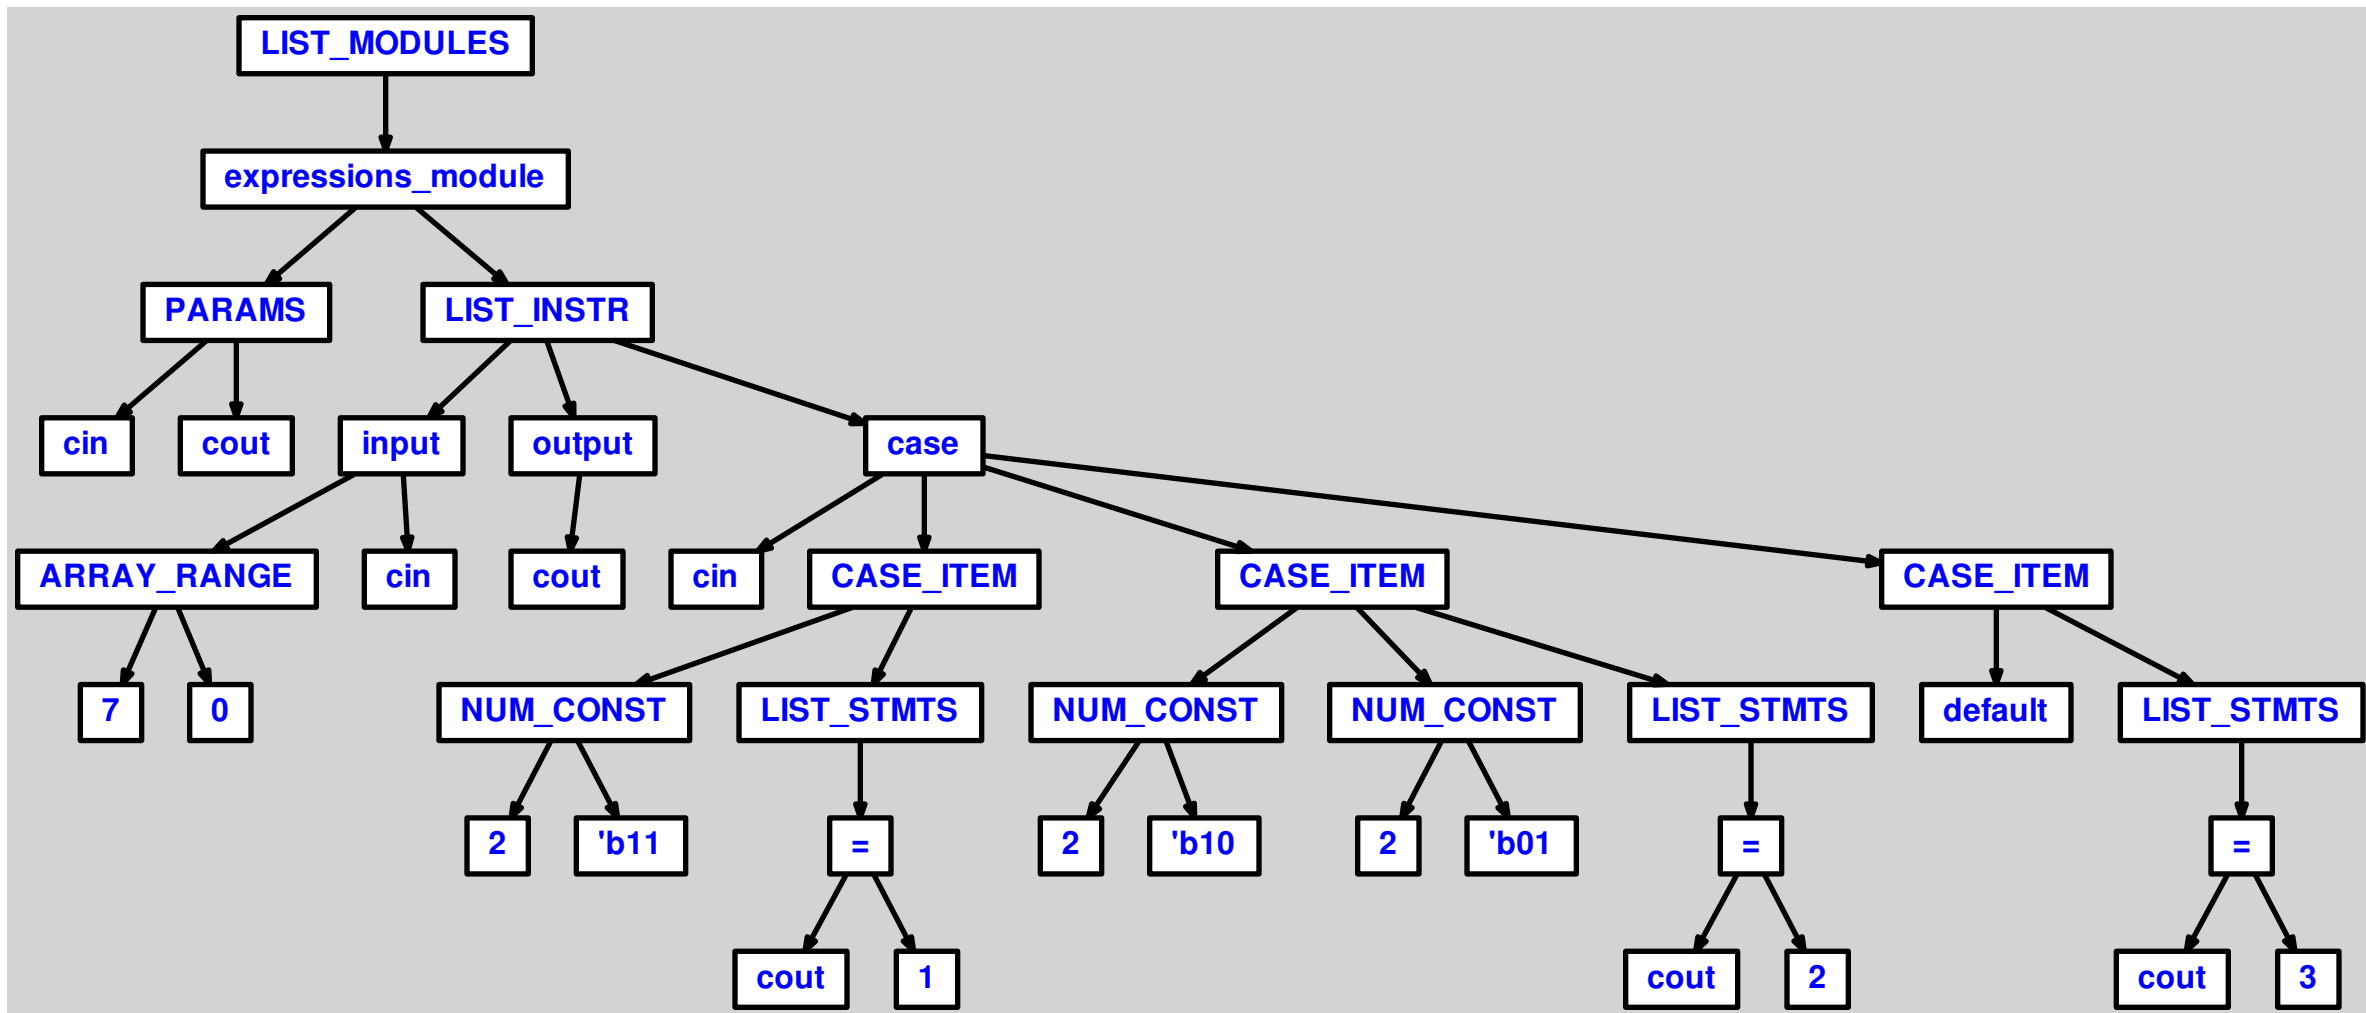 LIST_MODULES
expressions_module
PARAMS LIST_INSTR
cin cout input output case
ARRAY_RANGE cin cout cin CASE_ITEM CASE_ITEM CASE_ITEM
7 0 NUM_CONST LIST_STMTS NUM_CONST NUM_CONST LIST_STMTS default LIST_STMTS
2 'b11 = 2 'b10 2 'b01 = =
cout 1 cout 2 cout 3